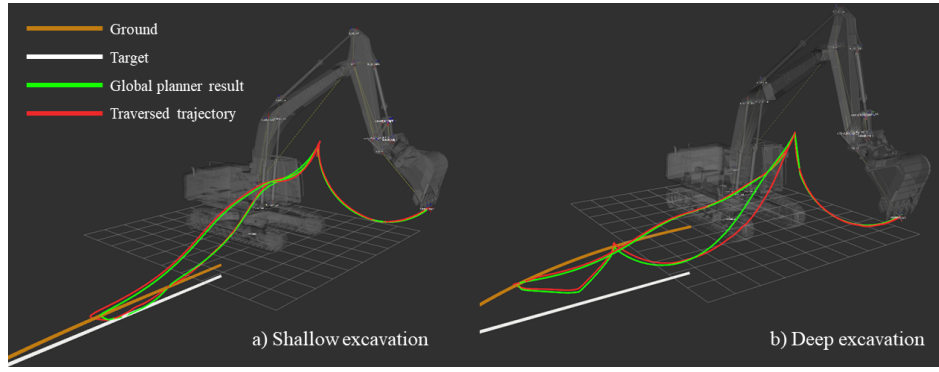 Ground
Target
Global planner result
Traversed trajectory
a) Shallow excavation
b) Deep excavation